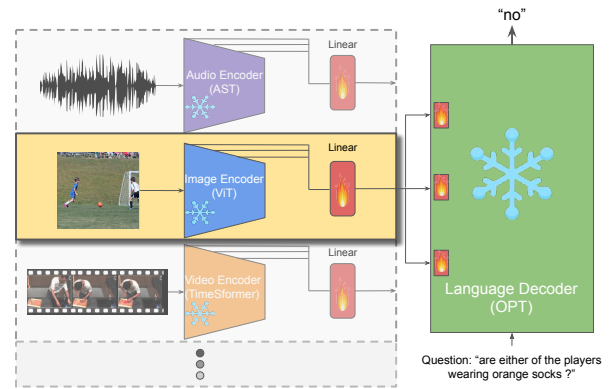 “no”
Linear
Audio Encoder
(AST)
Linear
Image Encoder
(ViT)
Linear
Video Encoder
(TimeSformer)
Language Decoder
(OPT)
Question: “are either of the players
wearing orange socks ?”